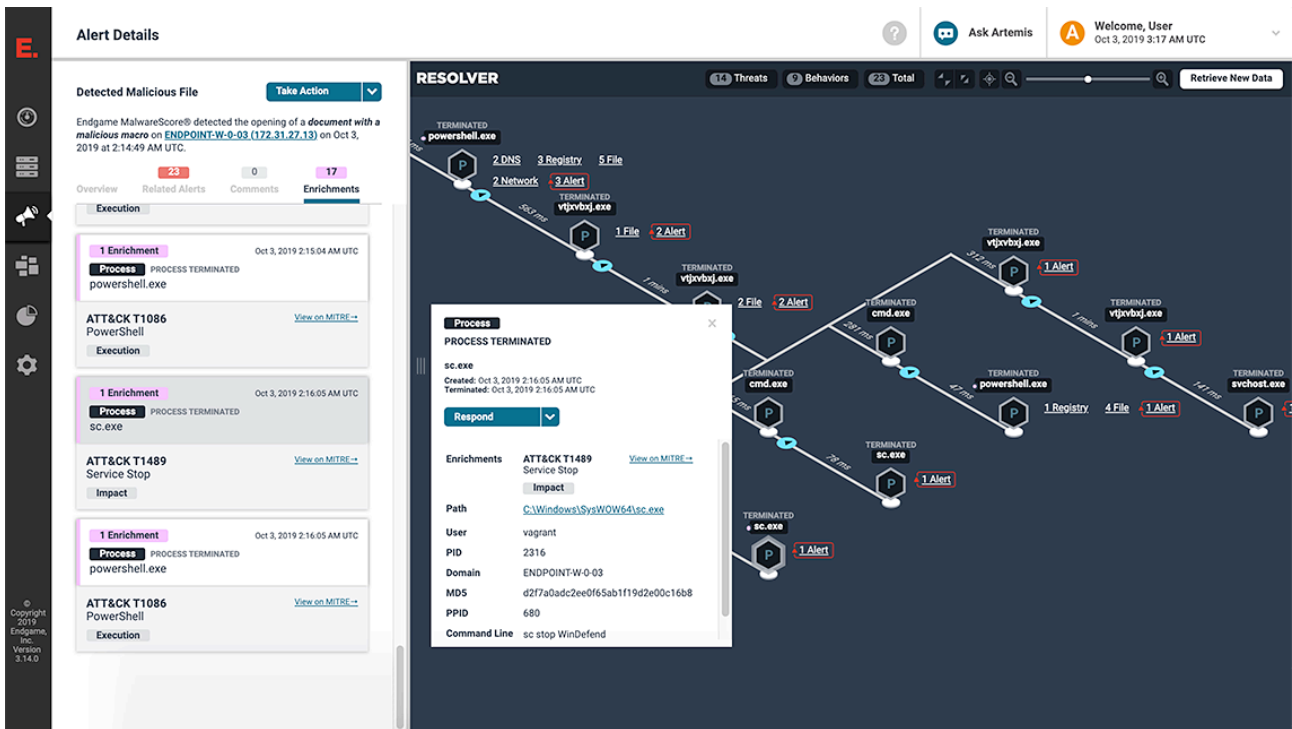 E.
Alert Details
?
Ask Artemis
A
Welcome, User
Oct 3, 2019 3:17 AM UTC
Detected Malicious File
Take Action
Endgame MalwareScore® detected the opening of a document with a
malicious macro on ENDPOINT-W-0-03 (172.31.27.13) on Oct 3,
2019 at 2:14:49 AM UTC.
23 0 17
Overview Related Alerts Comments Enrichments
Execution
1 Enrichment Oct 3, 2019 2:15:04 AM UTC
Process PROCESS TERMINATED
powershell.exe
ATT&CK T1086 View on MITRE→
PowerShell
Execution
1 Enrichment Oct 3, 2019 2:16:05 AM UTC
Process PROCESS TERMINATED
sc.exe
ATT&CK T1489 View on MITRE→
Service Stop
Impact
1 Enrichment Oct 3, 2019 2:16:05 AM UTC
Process PROCESS TERMINATED
powershell.exe
ATT&CK T1086 View on MITRE→
PowerShell
Execution
©
Copyright
2019
Endgame,
Inc.
Version
3.14.0
RESOLVER
14 Threats 9 Behaviors 23 Total
Retrieve New Data
TERMINATED
powershell.exe
P
2 DNS 3 Registry 5 File
2 Network 3 Alert
563 ms
TERMINATED
vtjxvbxj.exe
P
1 File 2 Alert
1 mins
TERMINATED
vtjxvbxj.exe
2 File 2 Alert
TERMINATED
vtjxvbxj.exe
312 ms
P
1 Alert
1 mins
TERMINATED
vtjxvbxj.exe
P
1 Alert
141 ms
TERMINATED
svchost.exe
P
TERMINATED
cmd.exe
281 ms
P
47 ms
TERMINATED
powershell.exe
P
1 Registry 4 File 1 Alert
TERMINATED
cmd.exe
P
78 ms
TERMINATED
sc.exe
P
1 Alert
TERMINATED
sc.exe
P
1 Alert
Process
PROCESS TERMINATED
sc.exe
Created: Oct 3, 2019 2:16:05 AM UTC
Terminated: Oct 3, 2019 2:16:05 AM UTC
Respond
Enrichments ATT&CK T1489 View on MITRE→
Service Stop
Impact
Path C:\Windows\SysWOW64\sc.exe
User vagrant
PID 2316
Domain ENDPOINT-W-0-03
MD5 d2f7a0adc2ee0f65ab1f19d2e00c16b8
PPID 680
Command Line sc stop WinDefend